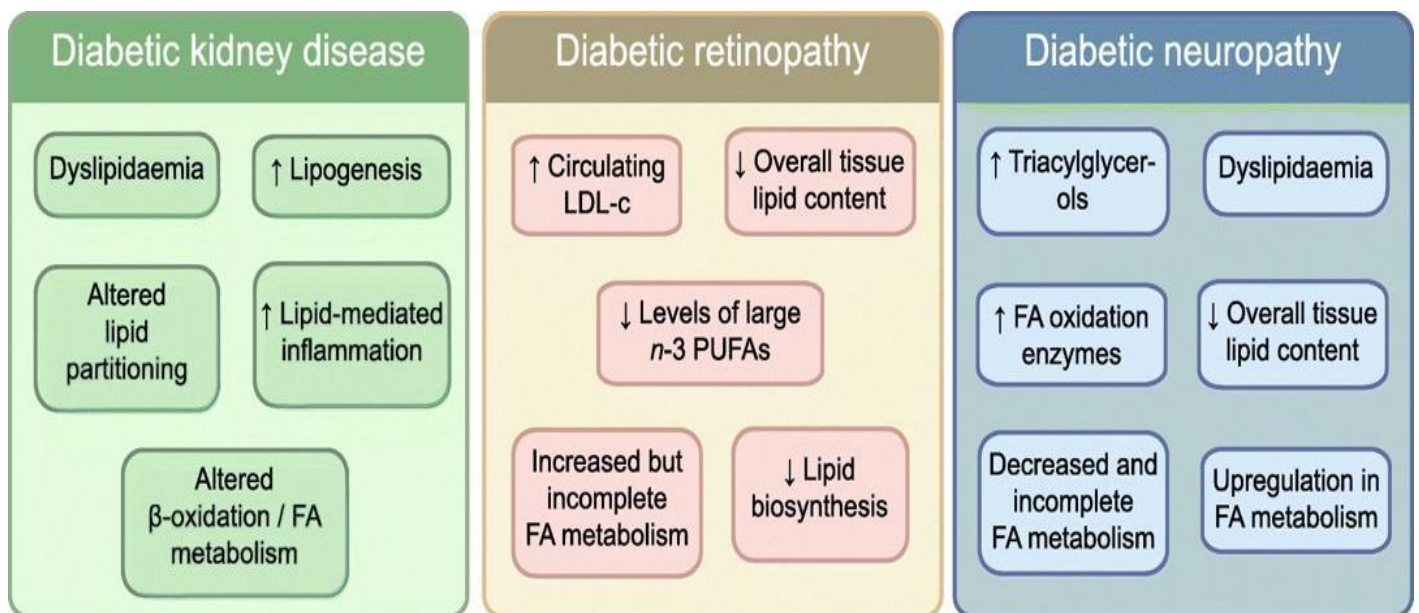 Diabetic kidney disease
Dyslipidaemia
↑ Lipogenesis
Altered
lipid
partitioning
↑ Lipid-mediated
inflammation
Altered
β-oxidation / FA
metabolism
Diabetic retinopathy
↑ Circulating
LDL-c
↓ Overall tissue
lipid content
↓ Levels of large
n-3 PUFAs
Increased but
incomplete
FA metabolism
↓ Lipid
biosynthesis
Diabetic neuropathy
↑ Triacylglycer-
ols
Dyslipidaemia
↑ FA oxidation
enzymes
↓ Overall tissue
lipid content
Decreased and
incomplete
FA metabolism
Upregulation in
FA metabolism